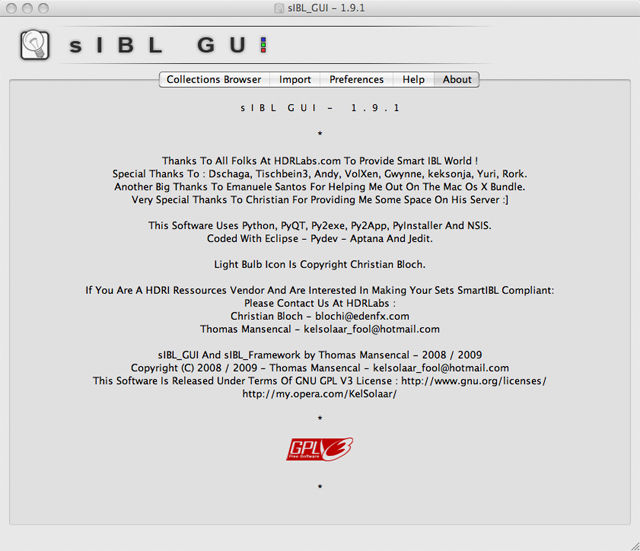 sIBL_GUI – 1.9.1
sIBL GUI
Collections Browser Import Preferences Help About
sIBL GUI – 1.9.1
*
Thanks To All Folks At HDRLabs.com To Provide Smart IBL World !
Special Thanks To : Dschaga, Tischbein3, Andy, VolXen, Gwynne, keksonja, Yuri, Rork.
Another Big Thanks To Emanuele Santos For Helping Me Out On The Mac Os X Bundle.
Very Special Thanks To Christian For Providing Me Some Space On His Server :]
This Software Uses Python, PyQT, Py2exe, Py2App, PyInstaller And NSIS.
Coded With Eclipse – Pydev – Aptana And Jedit.
Light Bulb Icon Is Copyright Christian Bloch.
If You Are A HDRI Ressources Vendor And Are Interested In Making Your Sets SmartIBL Compliant:
Please Contact Us At HDRLabs :
Christian Bloch – blochi@edenfx.com
Thomas Mansencal – kelsolaar_fool@hotmail.com
sIBL_GUI And sIBL_Framework by Thomas Mansencal – 2008 / 2009
Copyright (C) 2008 / 2009 – Thomas Mansencal – kelsolaar_fool@hotmail.com
This Software Is Released Under Terms Of GNU GPL V3 License : http://www.gnu.org/licenses/
http://my.opera.com/KelSolaar/
*
GPL3
Free Software
*